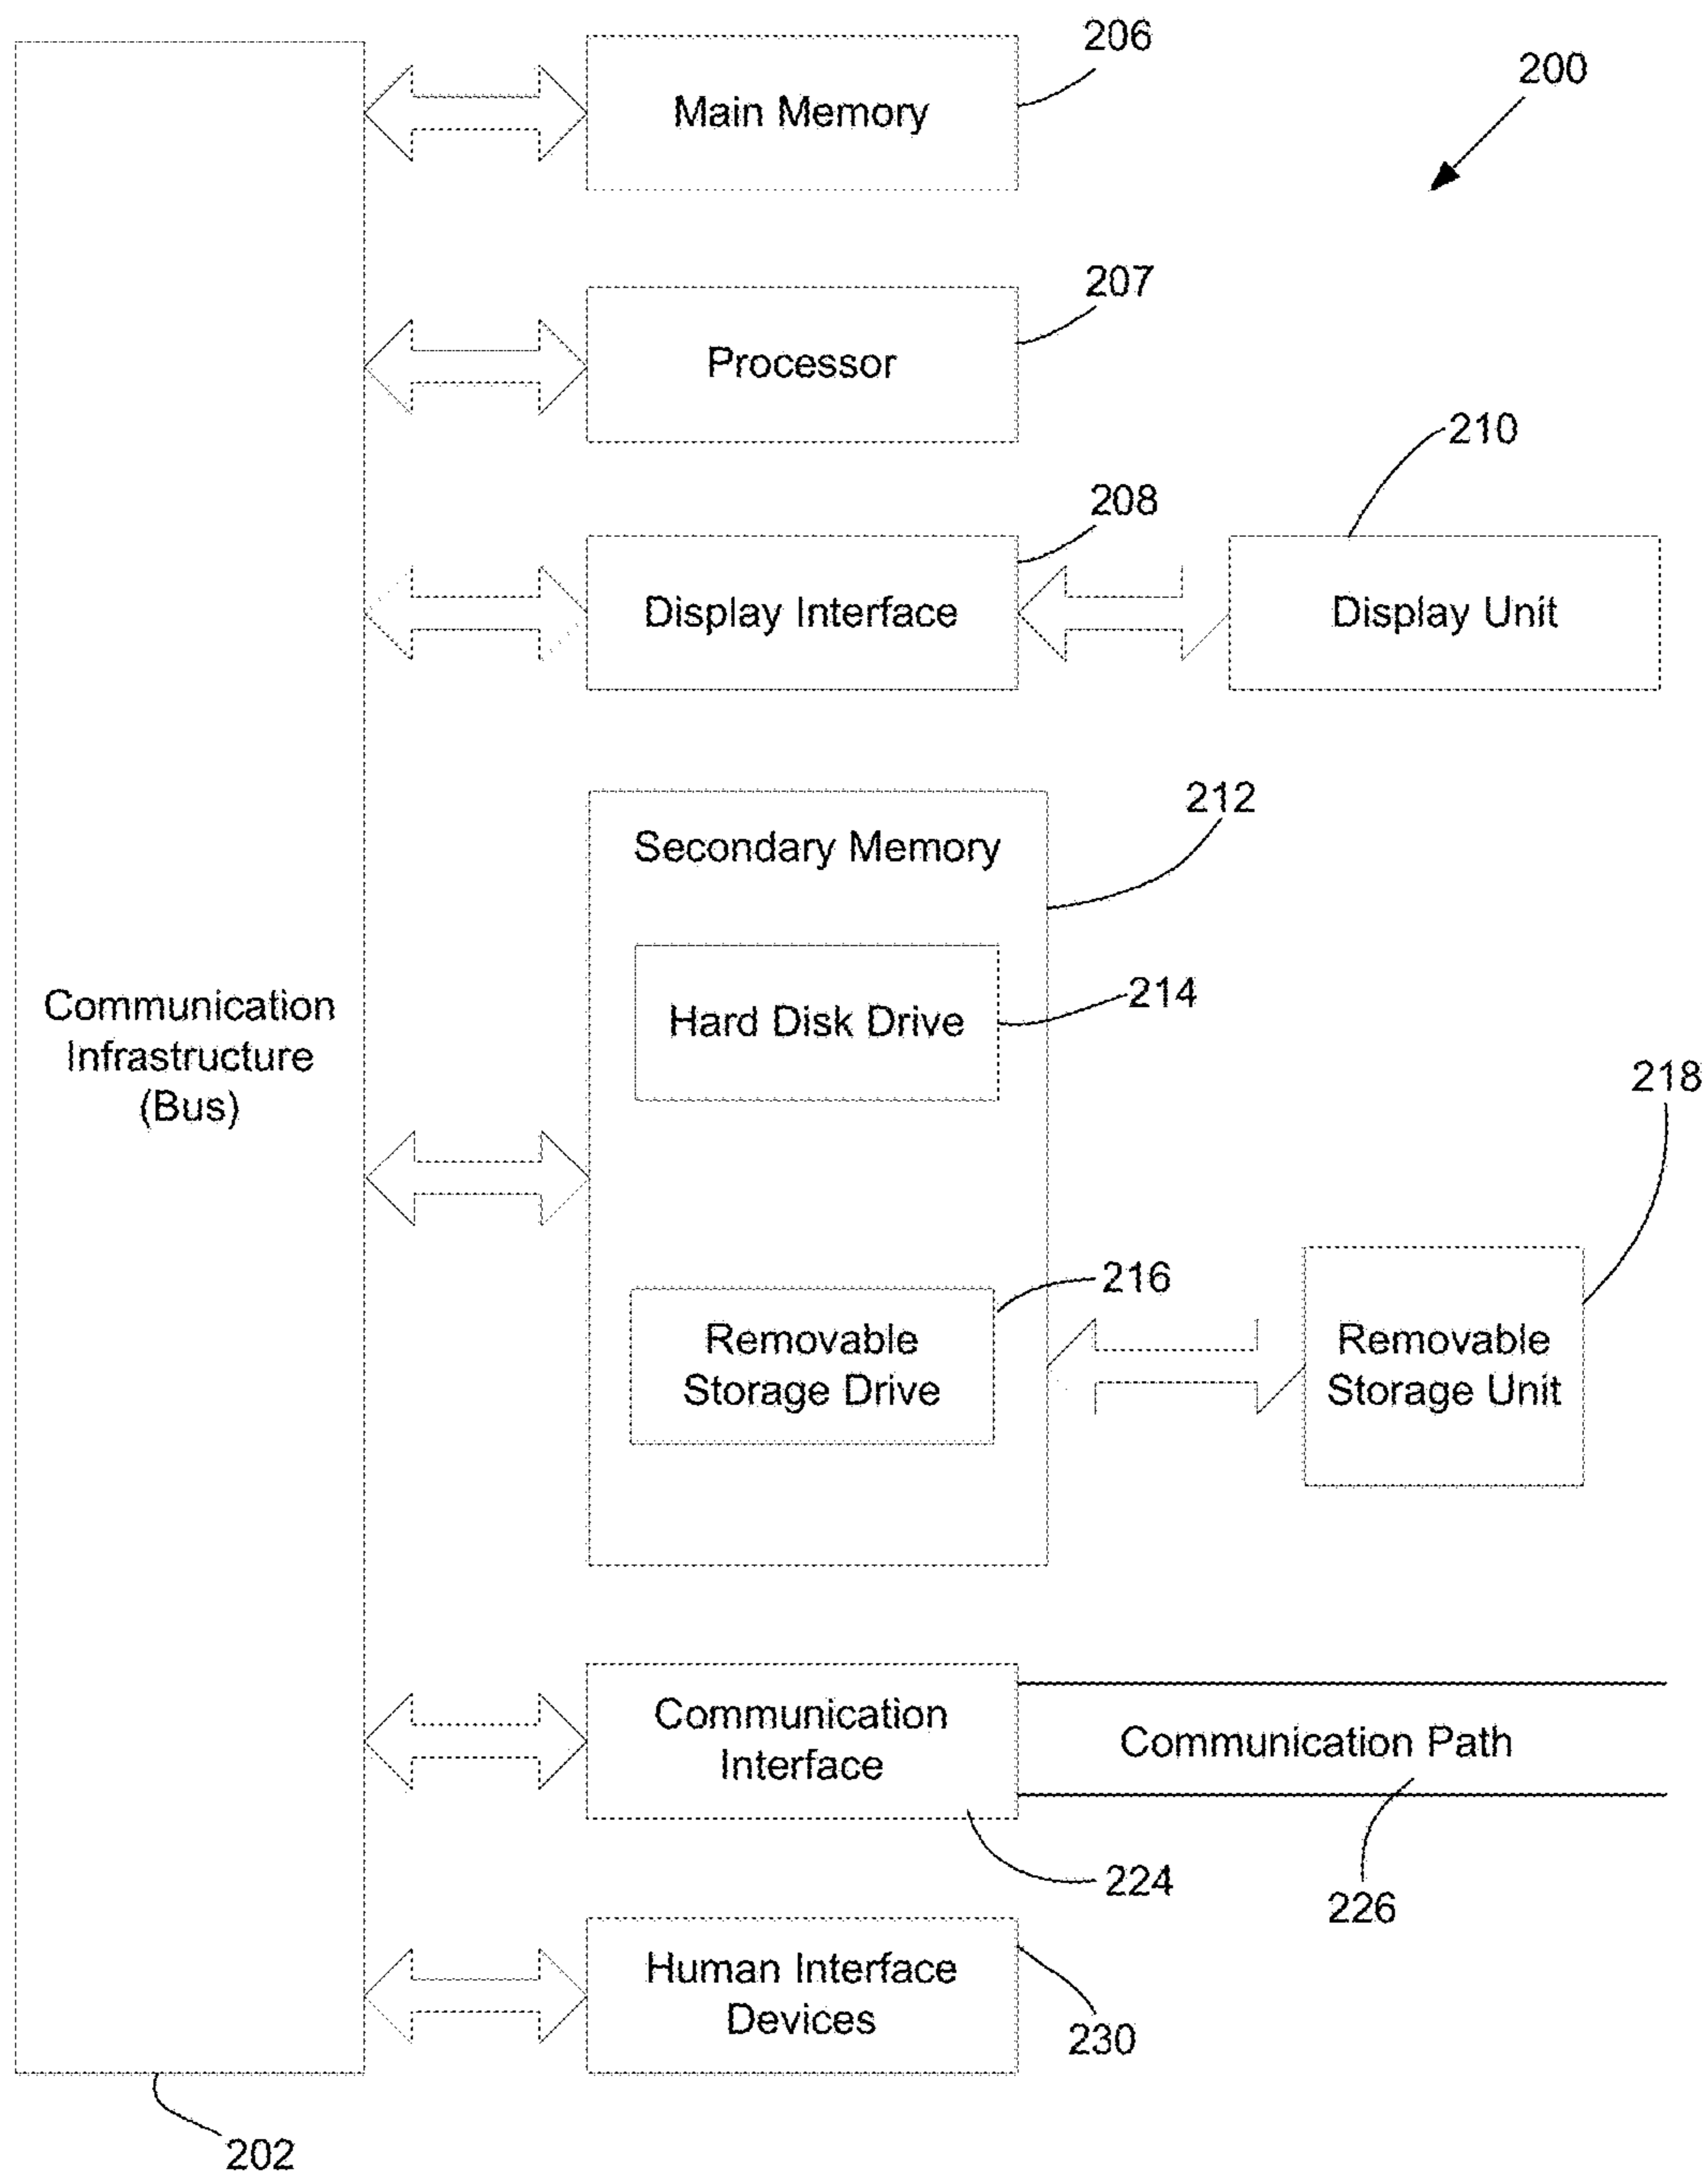 206
200
Main Memory
207
Processor
210
208
Display Interface
Display Unit
212
Secondary Memory
214
Hard Disk Drive
Communication
Infrastructure
(Bus)
218
216
Removable
Storage Drive
Removable
Storage Unit
Communication
Interface
Communication Path
224
226
Human Interface
Devices
230
202